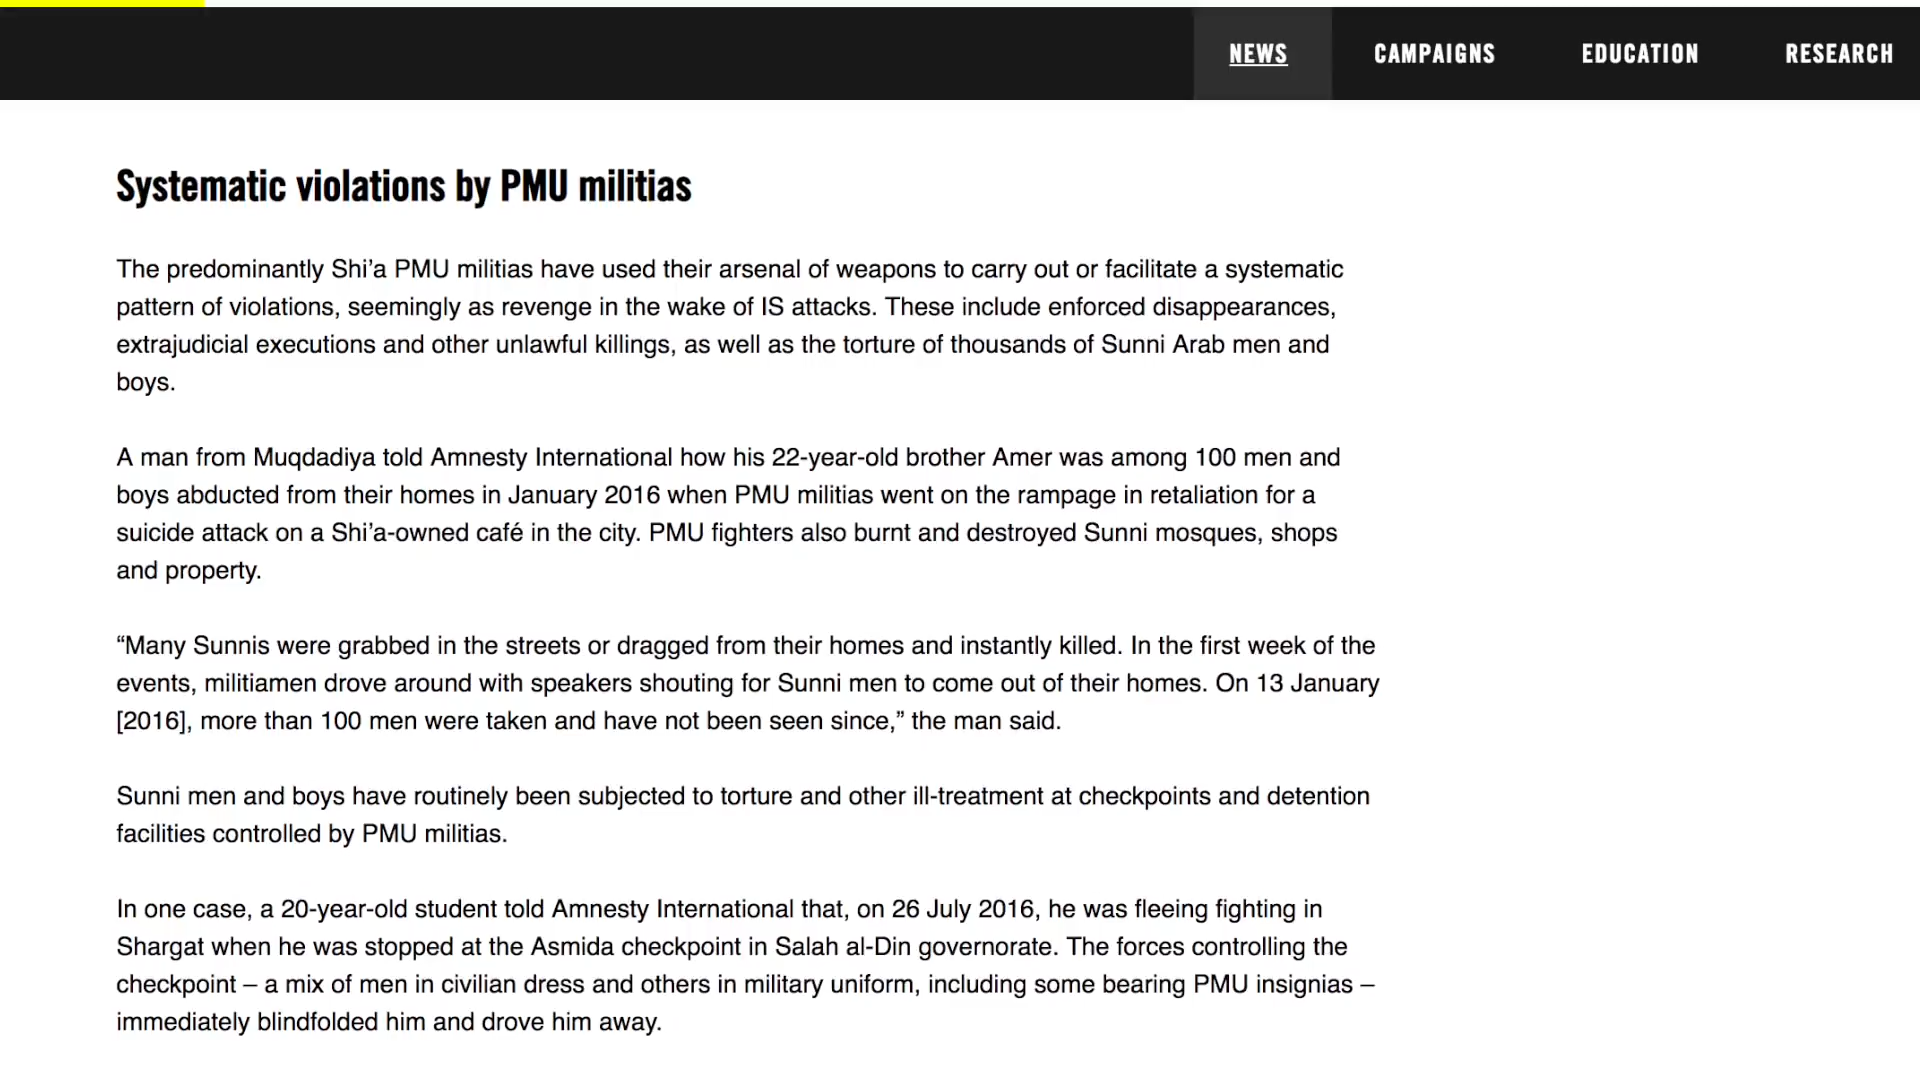 NEWS CAMPAIGNS EDUCATION RESEARCH
Systematic violations by PMU militias
The predominantly Shi’a PMU militias have used their arsenal of weapons to carry out or facilitate a systematic
pattern of violations, seemingly as revenge in the wake of IS attacks. These include enforced disappearances,
extrajudicial executions and other unlawful killings, as well as the torture of thousands of Sunni Arab men and
boys.
A man from Muqdadiya told Amnesty International how his 22-year-old brother Amer was among 100 men and
boys abducted from their homes in January 2016 when PMU militias went on the rampage in retaliation for a
suicide attack on a Shi’a-owned café in the city. PMU fighters also burnt and destroyed Sunni mosques, shops
and property.
“Many Sunnis were grabbed in the streets or dragged from their homes and instantly killed. In the first week of the
events, militiamen drove around with speakers shouting for Sunni men to come out of their homes. On 13 January
[2016], more than 100 men were taken and have not been seen since,” the man said.
Sunni men and boys have routinely been subjected to torture and other ill-treatment at checkpoints and detention
facilities controlled by PMU militias.
In one case, a 20-year-old student told Amnesty International that, on 26 July 2016, he was fleeing fighting in
Shargat when he was stopped at the Asmida checkpoint in Salah al-Din governorate. The forces controlling the
checkpoint – a mix of men in civilian dress and others in military uniform, including some bearing PMU insignias –
immediately blindfolded him and drove him away.